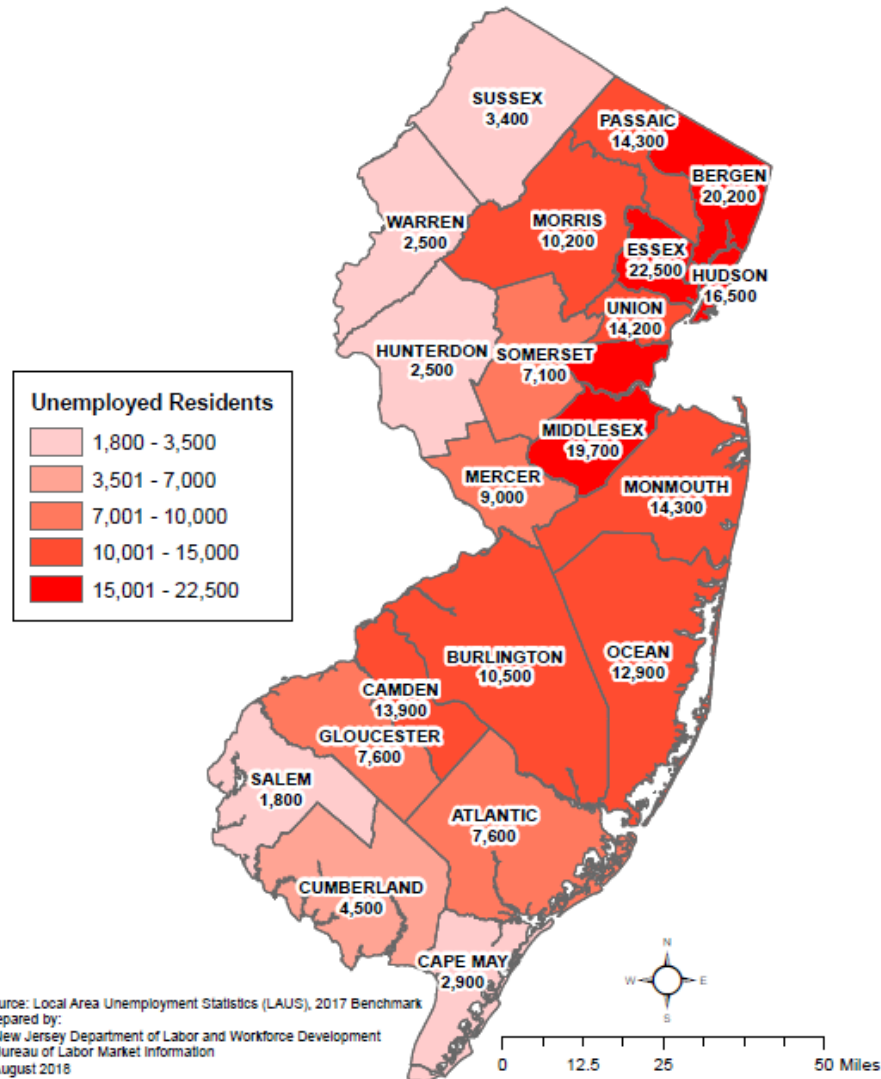 SUSSEX
3,400
PASSAIC
14,300
BERGEN
20,200
WARREN
2,500
MORRIS
10,200
ESSEX
22,500
HUDSON
16,500
UNION
14,200
HUNTERDON
2,500
SOMERSET
7,100
MIDDLESEX
19,700
MERCER
9,000
MONMOUTH
14,300
Unemployed Residents
1,800 - 3,500
3,501 - 7,000
7,001 - 10,000
10,001 - 15,000
15,001 - 22,500
BURLINGTON
10,500
OCEAN
12,900
CAMDEN
13,900
GLOUCESTER
7,600
SALEM
1,800
ATLANTIC
7,600
CUMBERLAND
4,500
CAPE MAY
2,900
N
W E
S
urce: Local Area Unemployment Statistics (LAUS), 2017 Benchmark
epared by:
New Jersey Department of Labor and Workforce Development
ureau of Labor Market Information
ugust 2018
0 12.5 25 50 Miles